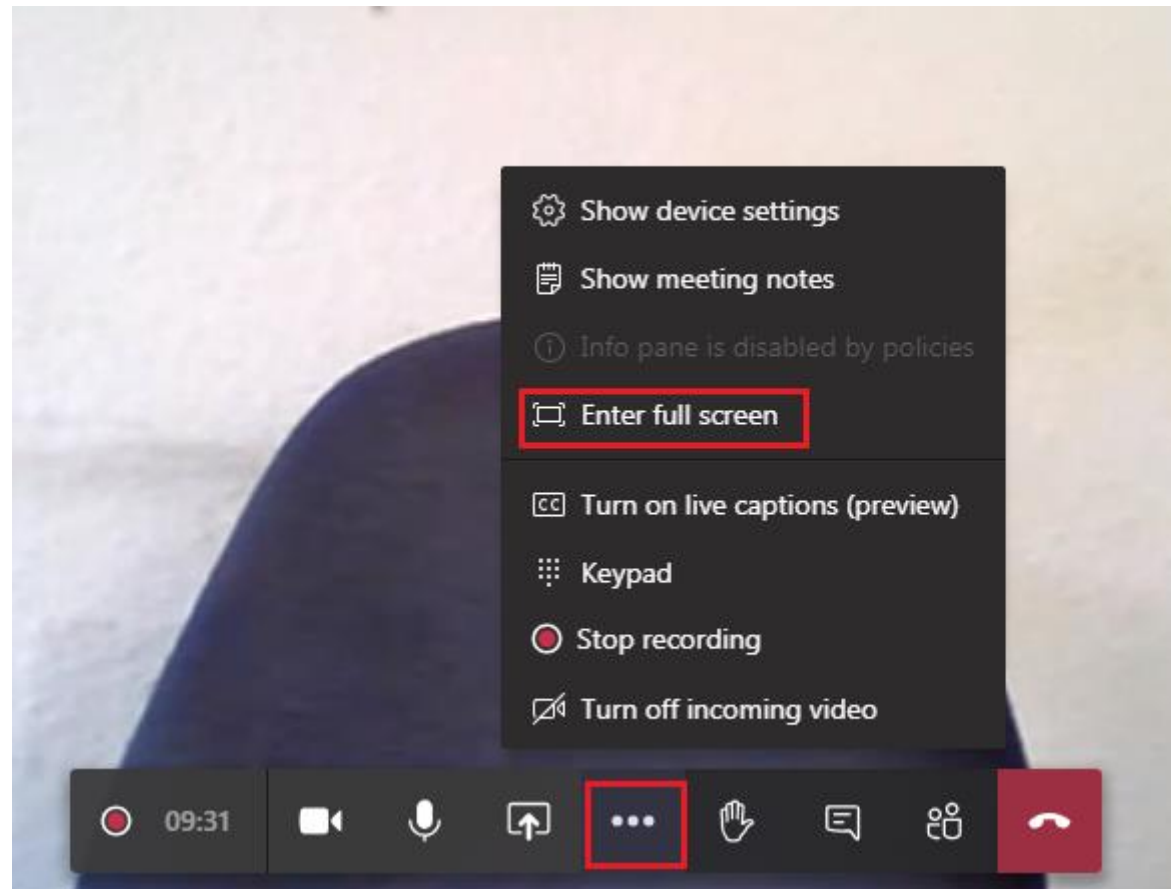 Show device settings
Show meeting notes
Info pane is disabled by policies
Enter full screen
CC Turn on live captions (preview)
Keypad
Stop recording
Turn off incoming video
09:31